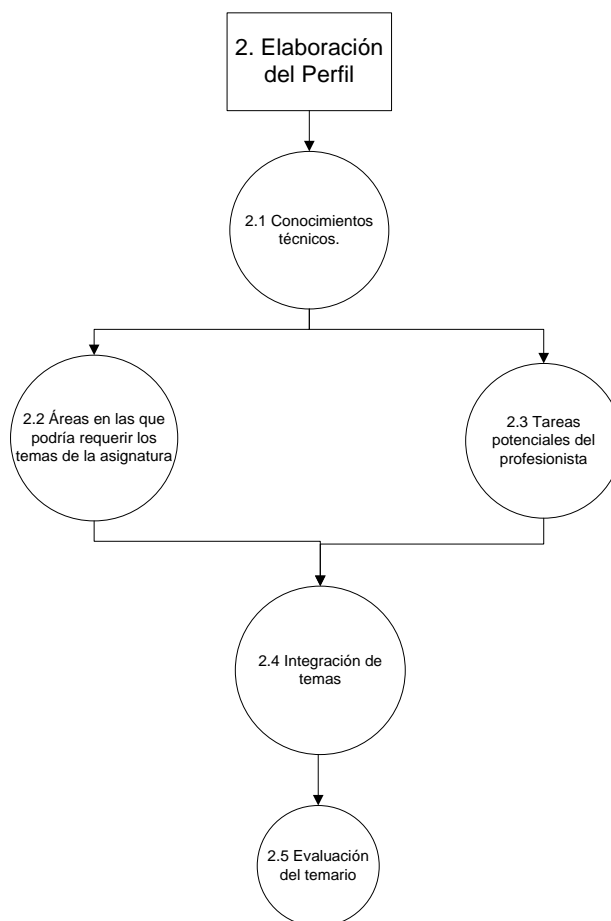 2. Elaboración
del Perfil
2.1 Conocimientos
técnicos.
2.2 Áreas en las que
podría requerir los
temas de la asignatura
2.3 Tareas
potenciales del
profesionista
2.4 Integración de
temas
2.5 Evaluación
del temario